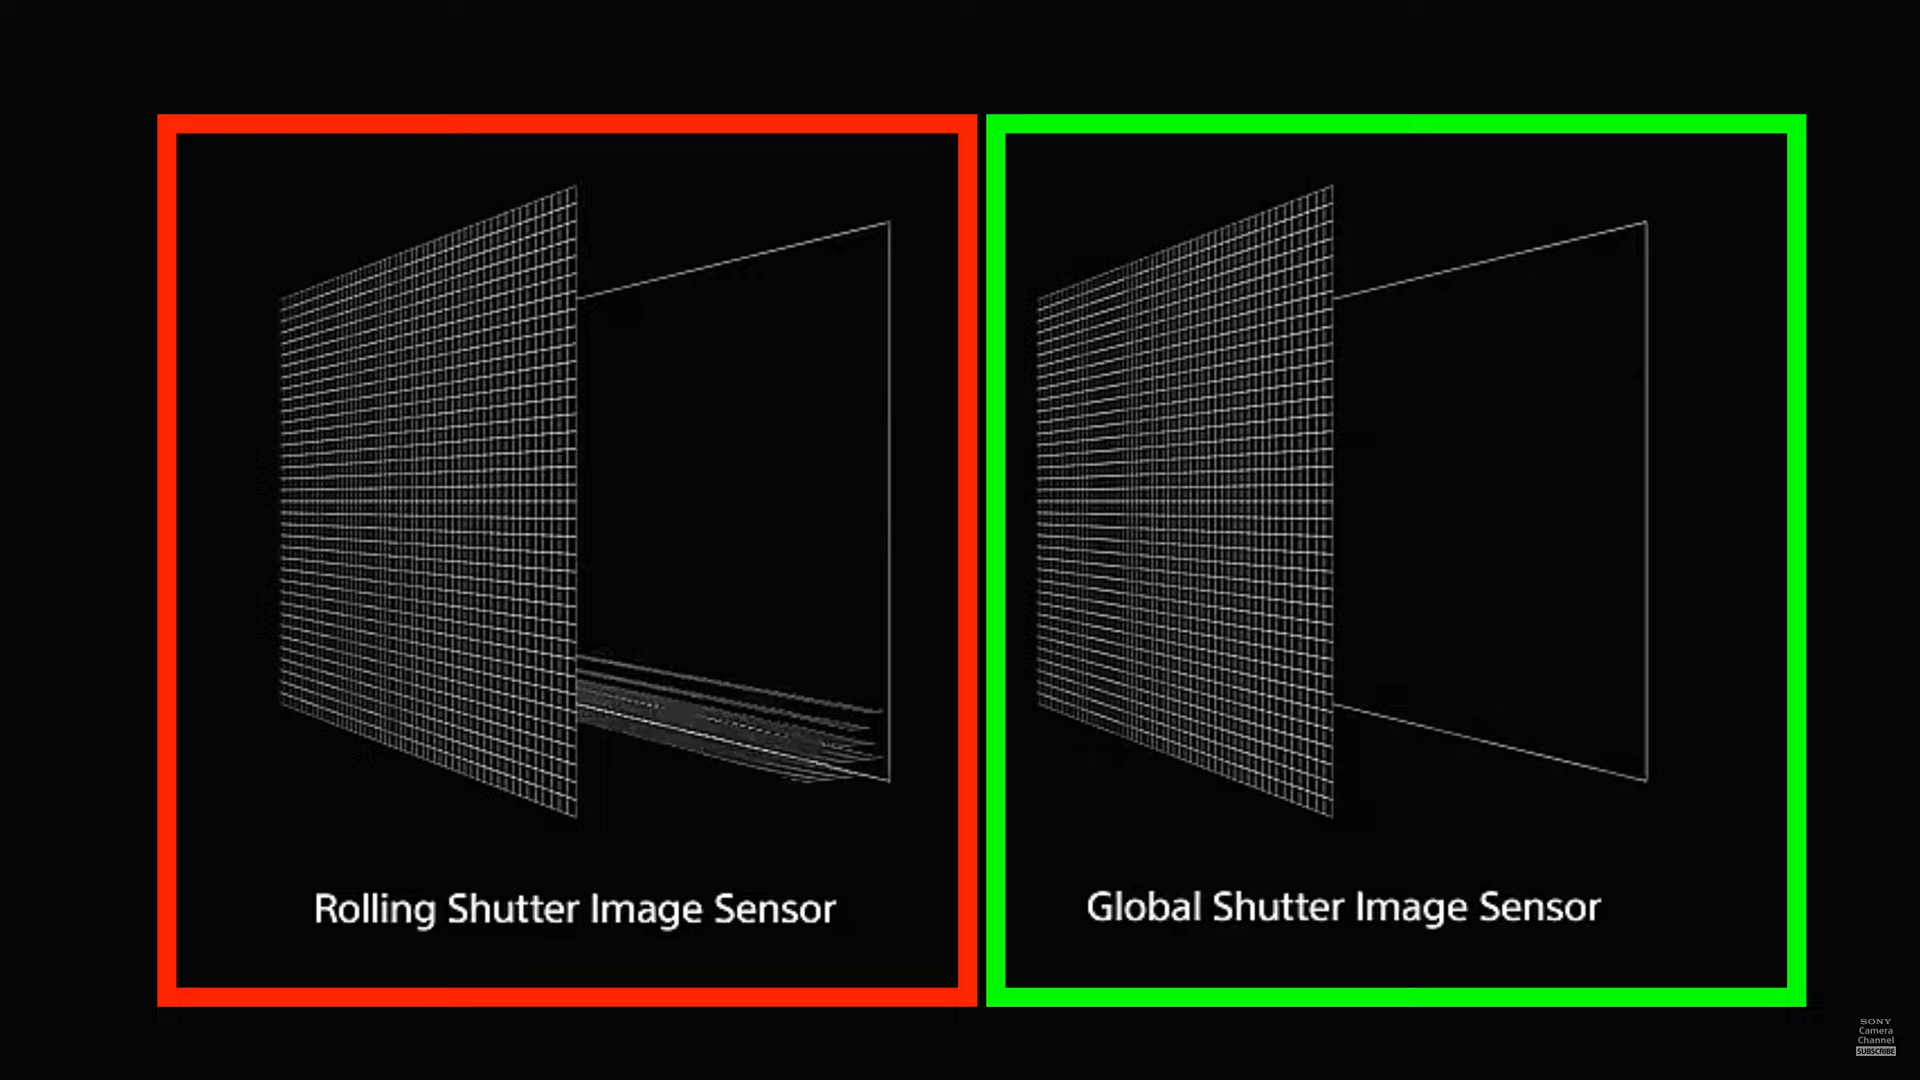 Rolling Shutter Image Sensor
Global Shutter Image Sensor
SONY
Camera
Channel
SUBSCRIBE